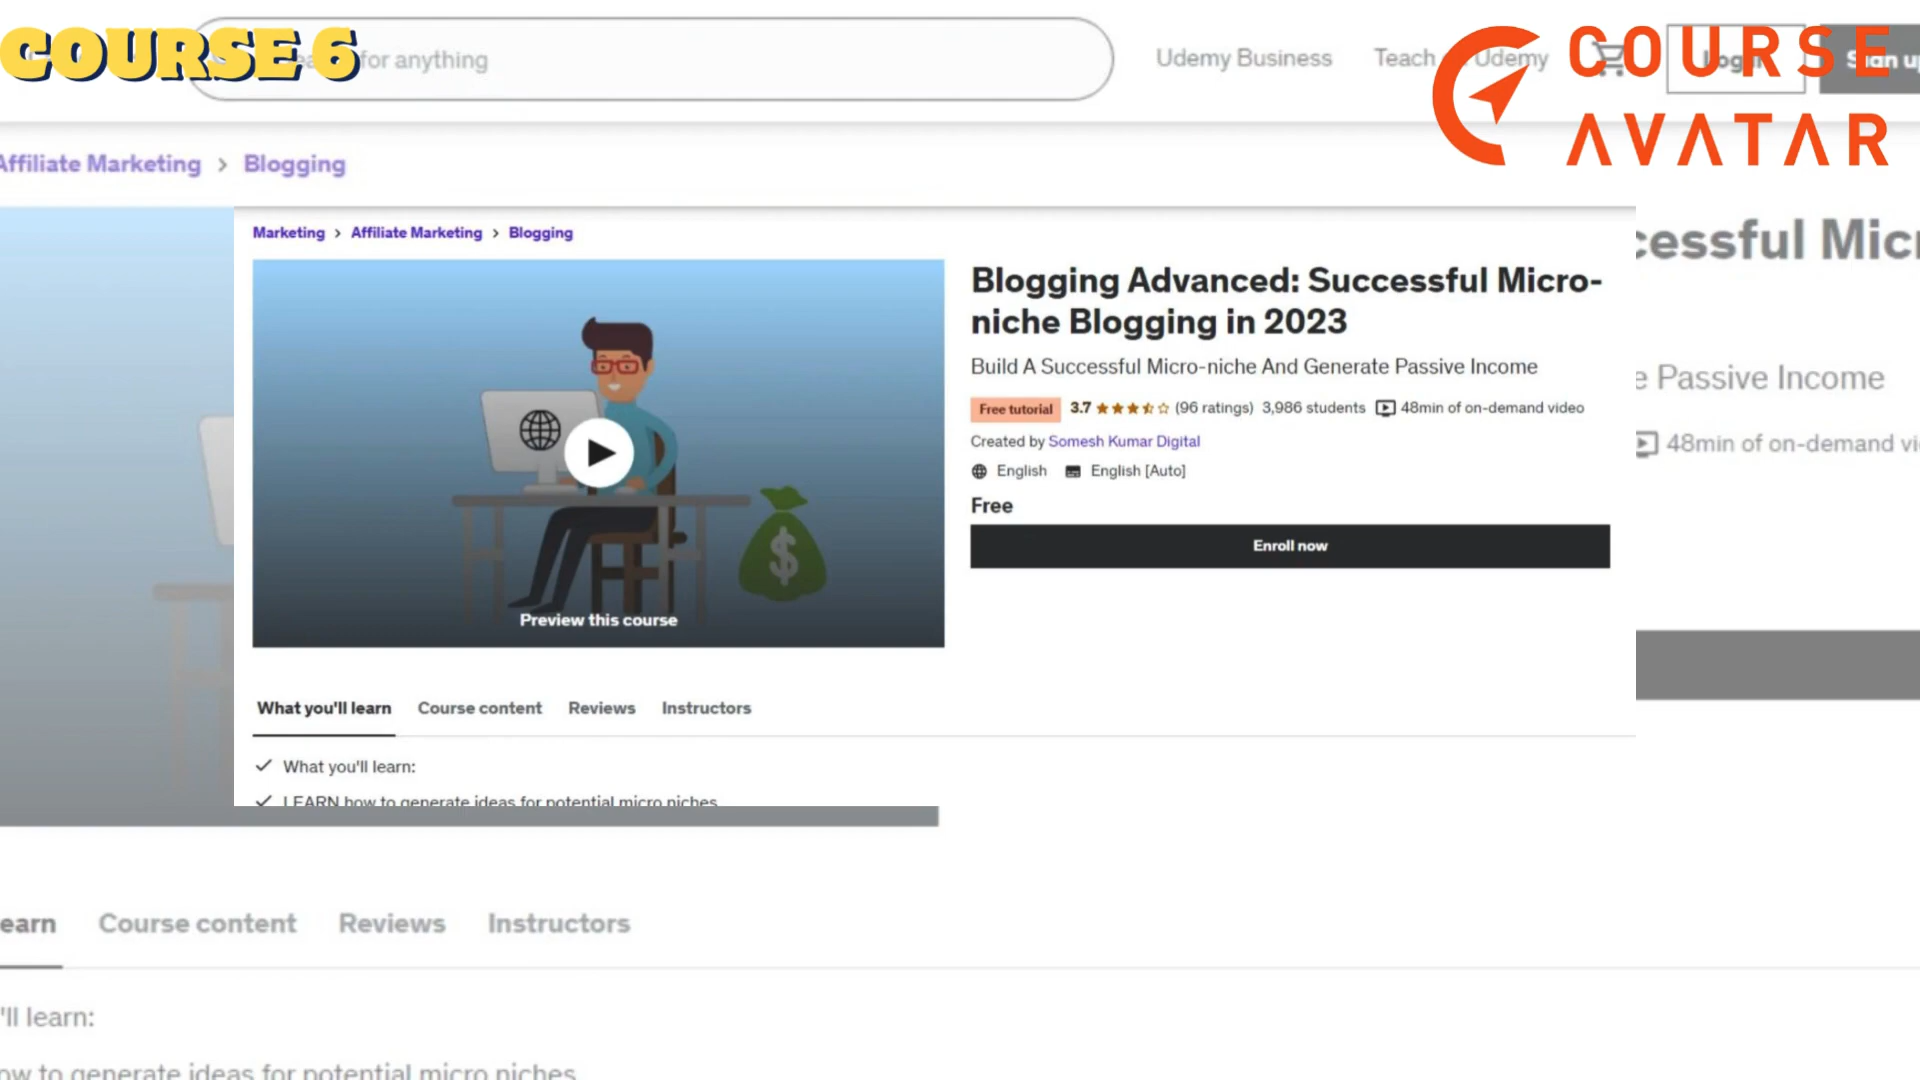 COURSE 6
for anything
Udemy Business
Teach
Udemy
COURSE
AVATAR
Sign up
Affiliate Marketing > Blogging
Marketing > Affiliate Marketing > Blogging
Blogging Advanced: Successful Micro-
niche Blogging in 2023
Build A Successful Micro-niche And Generate Passive Income
Free tutorial 3.7 (96 ratings) 3,986 students 48min of on-demand video
Created by Somesh Kumar Digital
English English [Auto]
Free
Enroll now
Preview this course
What you'll learn Course content Reviews Instructors
What you'll learn:
LEARN how to generate ideas for potential micro niches
cessful Micr
e Passive Income
48min of on-demand vi
earn Course content Reviews Instructors
'll learn:
ow to generate ideas for potential micro niches